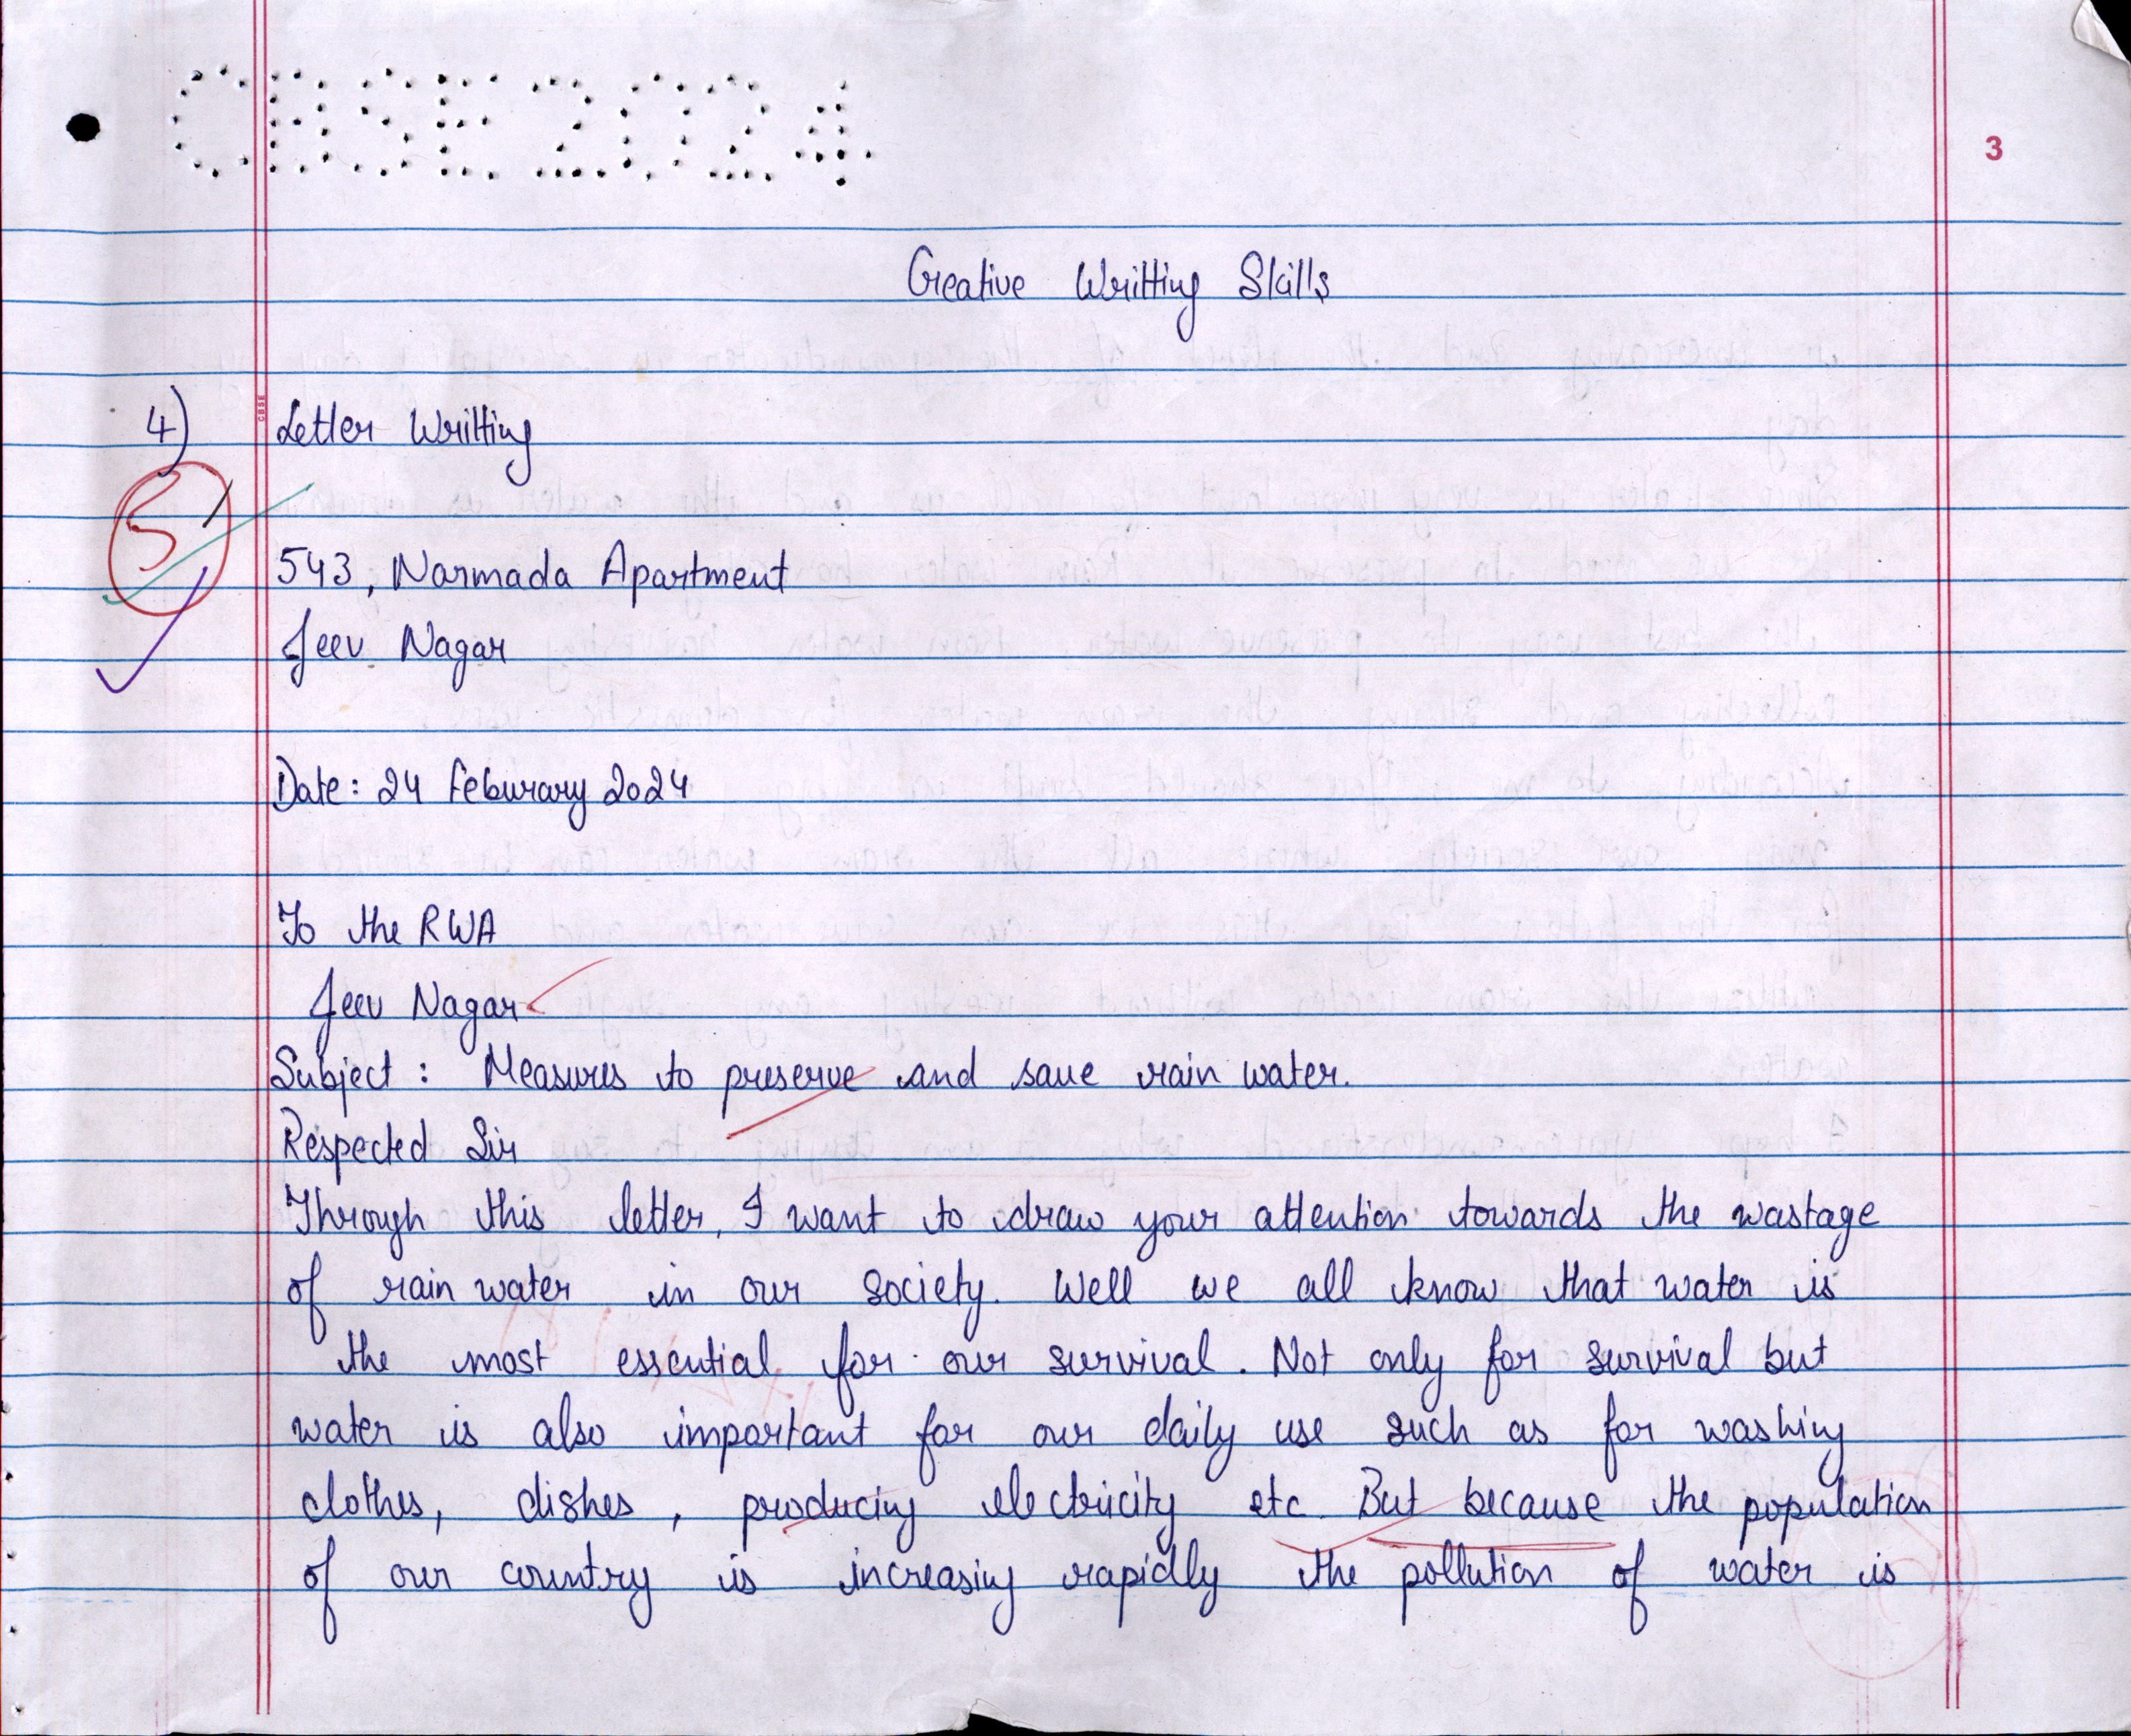 CBSE 2024
3
Creative Writting Skills
4) Letter Writting
5
543, Narmada Apartment
Jeev Nagar
Date: 24 Feburary 2024
To the RWA
Jeev Nagar
Subject : Measures to preserve and save rain water.
Respected Sir
Through this letter, I want to draw your attention towards the wastage
of rain water in our society. Well we all know that water is
the most essential for our survival. Not only for survival but
water is also important for our daily use such as for washing
clothes, dishes, producing electricity etc. But because the population
of our country is increasing rapidly the pollution of water is